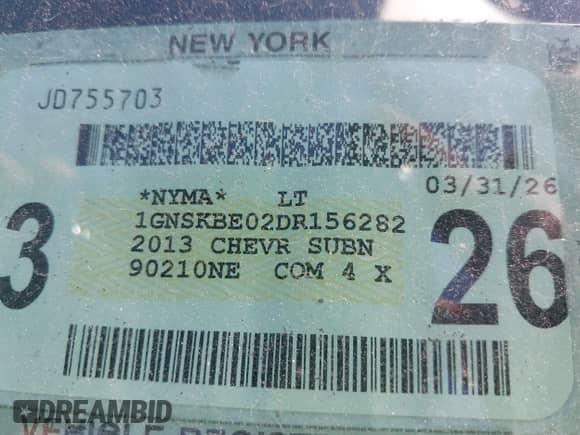 NEW YORK
JD755703
03/31/26
*NYMA* LT
1GNSKBE02DR156282
2013 CHEVR SUBN
90210NE COM 4 X
3
26
DREAMBID